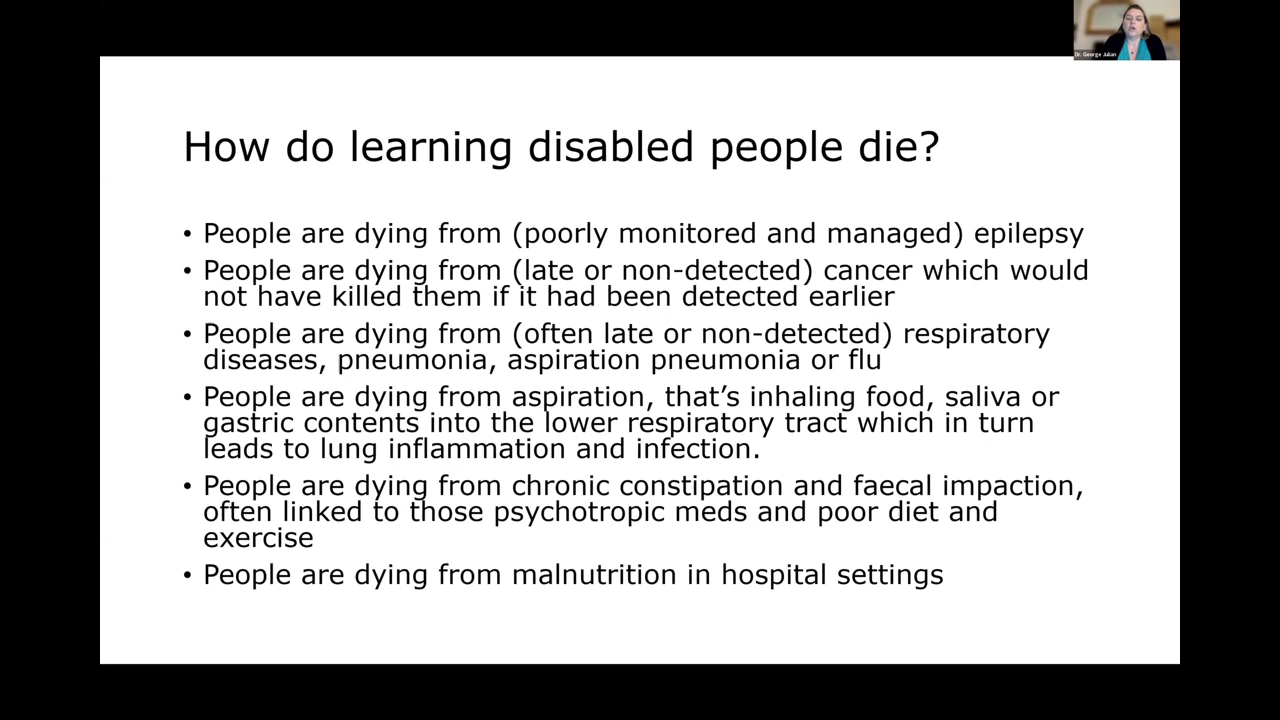 Dr. George Julian
How do learning disabled people die?
• People are dying from (poorly monitored and managed) epilepsy
• People are dying from (late or non-detected) cancer which would
not have killed them if it had been detected earlier
• People are dying from (often late or non-detected) respiratory
diseases, pneumonia, aspiration pneumonia or flu
• People are dying from aspiration, that’s inhaling food, saliva or
gastric contents into the lower respiratory tract which in turn
leads to lung inflammation and infection.
• People are dying from chronic constipation and faecal impaction,
often linked to those psychotropic meds and poor diet and
exercise
• People are dying from malnutrition in hospital settings